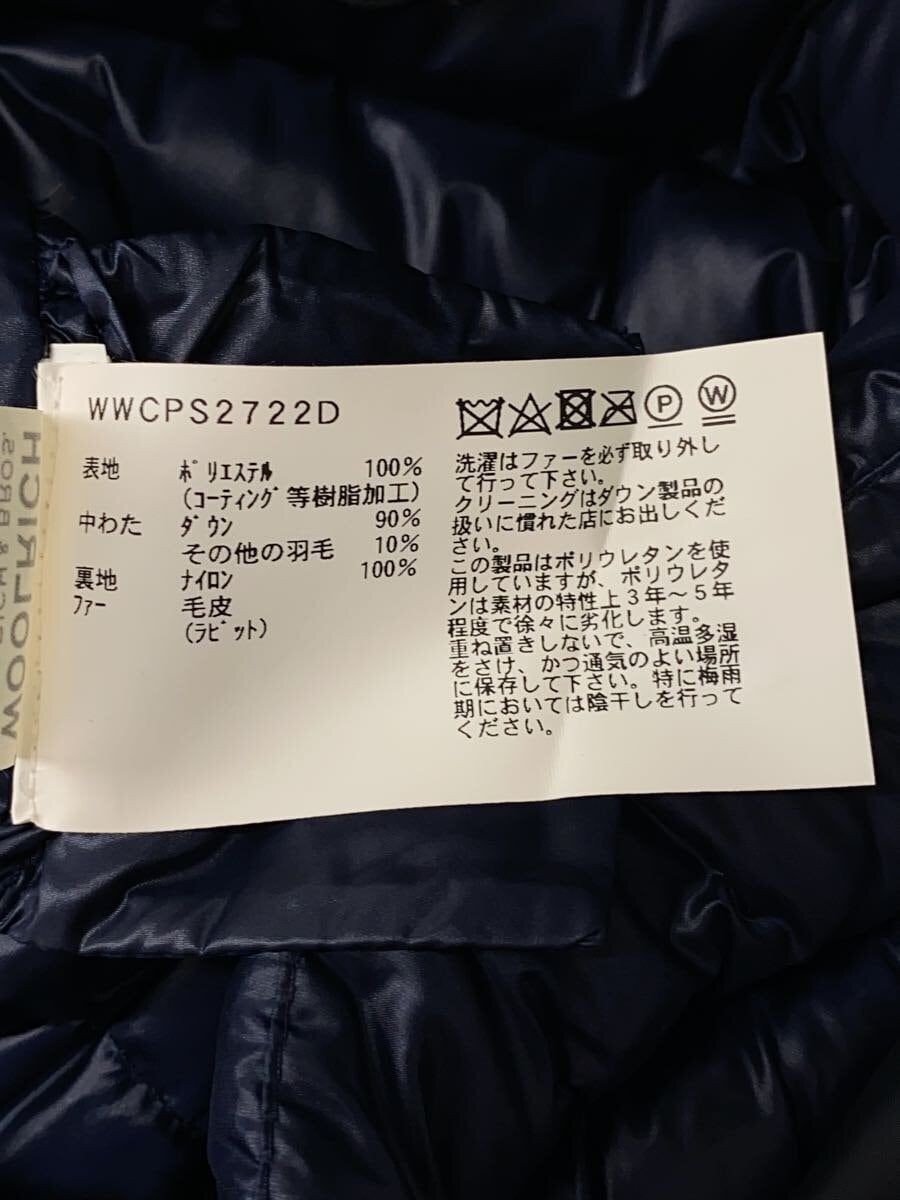 WWCPS2722D
表地 ﾎﾟﾘｴｽﾃﾙ 100%
(ｺｰﾃｨﾝｸﾞ等樹脂加工)
中わた ﾀﾞｳﾝ 90%
その他の羽毛 10%
裏地 ﾅｲﾛﾝ 100%
ﾌｧｰ 毛皮
(ﾗﾋﾞｯﾄ)
P W
洗濯はファーを必ず取り外し
て行って下さい。
クリーニングはダウン製品の
扱いに慣れた店にお出しくだ
さい。
この製品はポリウレタンを使
用していますが、ポリウレタ
ンは素材の特性上3年～5年
程度で徐々に劣化します。
重ね置きしないで、高温多湿
をさけ、かつ通気のよい場所
に保存して下さい。特に梅雨
期においては陰干しを行って
ください。
WOOLRICH